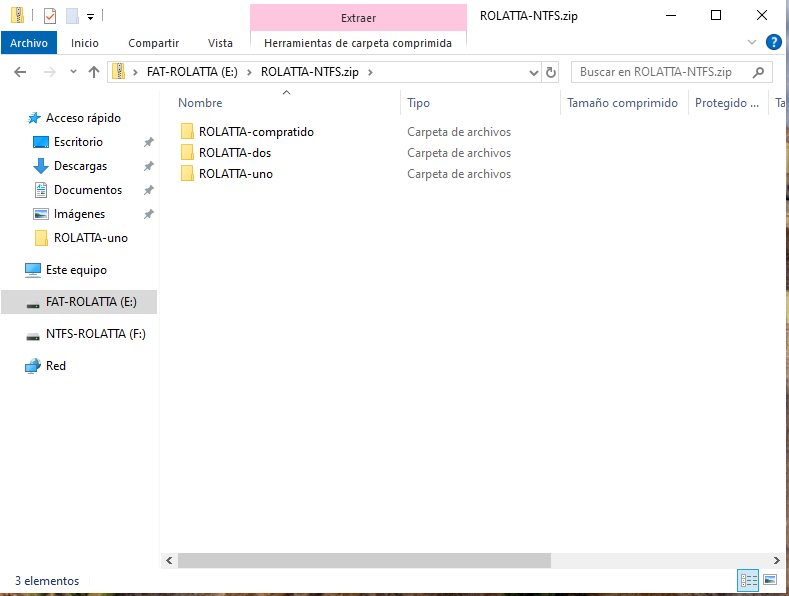 Extraer
ROLATTA-NTFS.zip
Archivo
Inicio
Compartir
Vista
Herramientas de carpeta comprimida
?
FAT-ROLATTA (E:) > ROLATTA-NTFS.zip >
Buscar en ROLATTA-NTFS.zip
Nombre
Tipo
Tamaño comprimido
Protegido ...
Ta
Acceso rápido
Escritorio
Descargas
Documentos
Imágenes
ROLATTA-uno
Este equipo
FAT-ROLATTA (E:)
NTFS-ROLATTA (F:)
Red
ROLATTA-compratido Carpeta de archivos
ROLATTA-dos Carpeta de archivos
ROLATTA-uno Carpeta de archivos
3 elementos